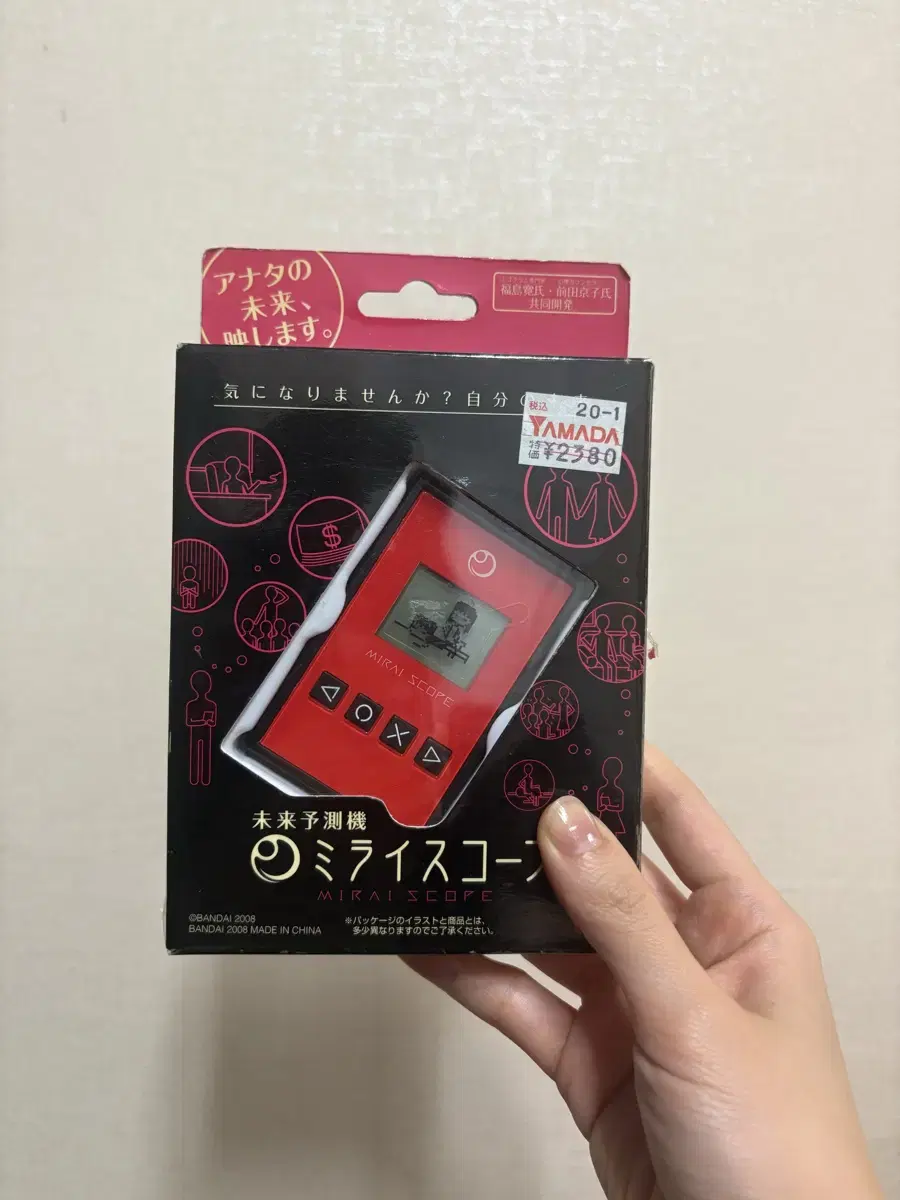 アナタの
未来、
映します。
福島寛氏・前田京子氏
共同開発
気になりませんか？自分の
税込 20-1
YAMADA
特価 ¥2380
$
MIRAI SCOPE
未来予測機
ミライスコープ
MIRAI SCOPE
©BANDAI 2008
BANDAI 2008 MADE IN CHINA
※パッケージのイラストと商品とは、
多少異なりますのでご了承ください。